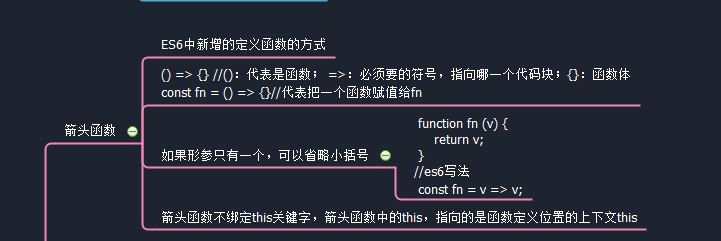 ES6中新增的定义函数的方式
() => {} //()：代表是函数； =>：必须要的符号，指向哪一个代码块；{}：函数体
const fn = () => {}//代表把一个函数赋值给fn
箭头函数
如果形参只有一个，可以省略小括号
function fn (v) {
return v;
}
//es6写法
const fn = v => v;
箭头函数不绑定this关键字，箭头函数中的this，指向的是函数定义位置的上下文this